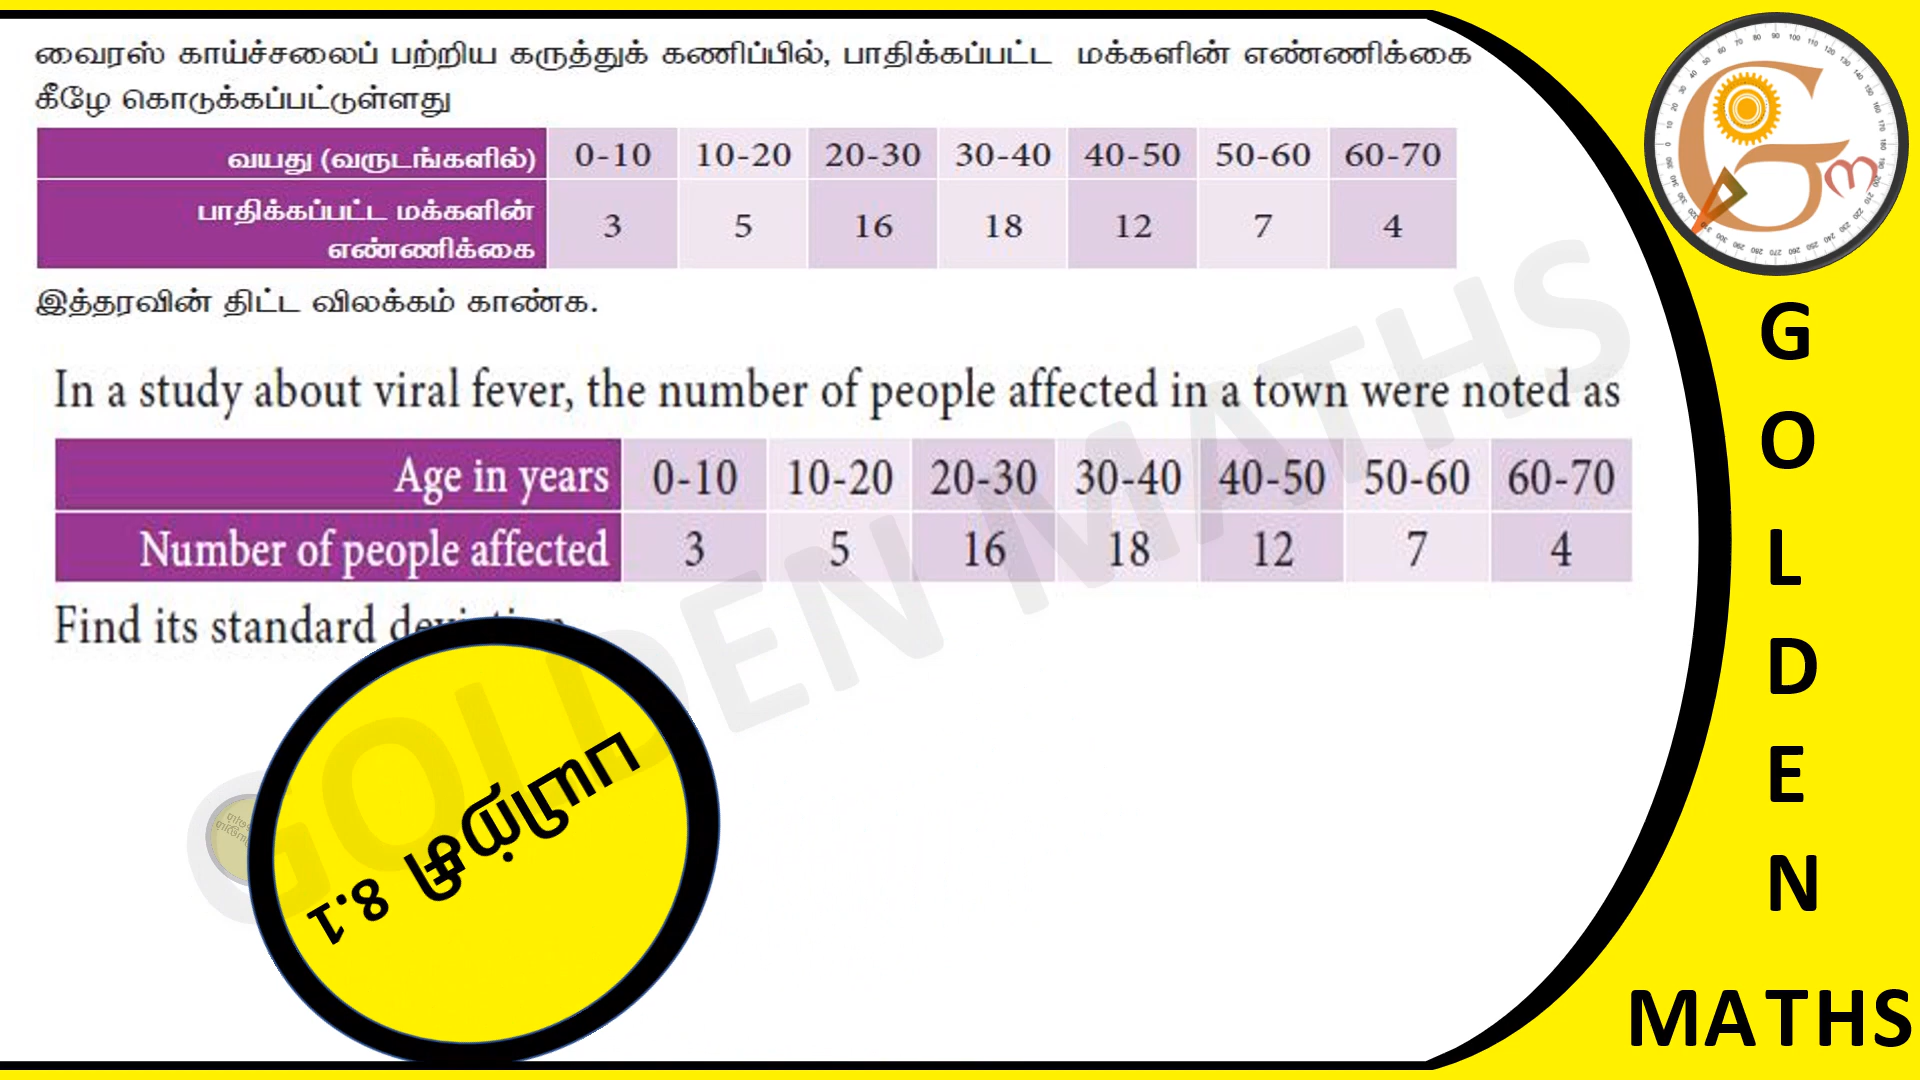 வைரஸ் காய்ச்சலைப் பற்றிய கருத்துக் கணிப்பில், பாதிக்கப்பட்ட மக்களின் எண்ணிக்கை
கீழே கொடுக்கப்பட்டுள்ளது
வயது (வருடங்களில்) 0-10 10-20 20-30 30-40 40-50 50-60 60-70
பாதிக்கப்பட்ட மக்களின்
எண்ணிக்கை 3 5 16 18 12 7 4
இத்தரவின் திட்ட விலக்கம் காண்க.
In a study about viral fever, the number of people affected in a town were noted as
Age in years 0-10 10-20 20-30 30-40 40-50 50-60 60-70
Number of people affected 3 5 16 18 12 7 4
Find its standard
GOLDEN MATHS
பயிற்சி 8.1
G
O
L
D
E
N
MATHS